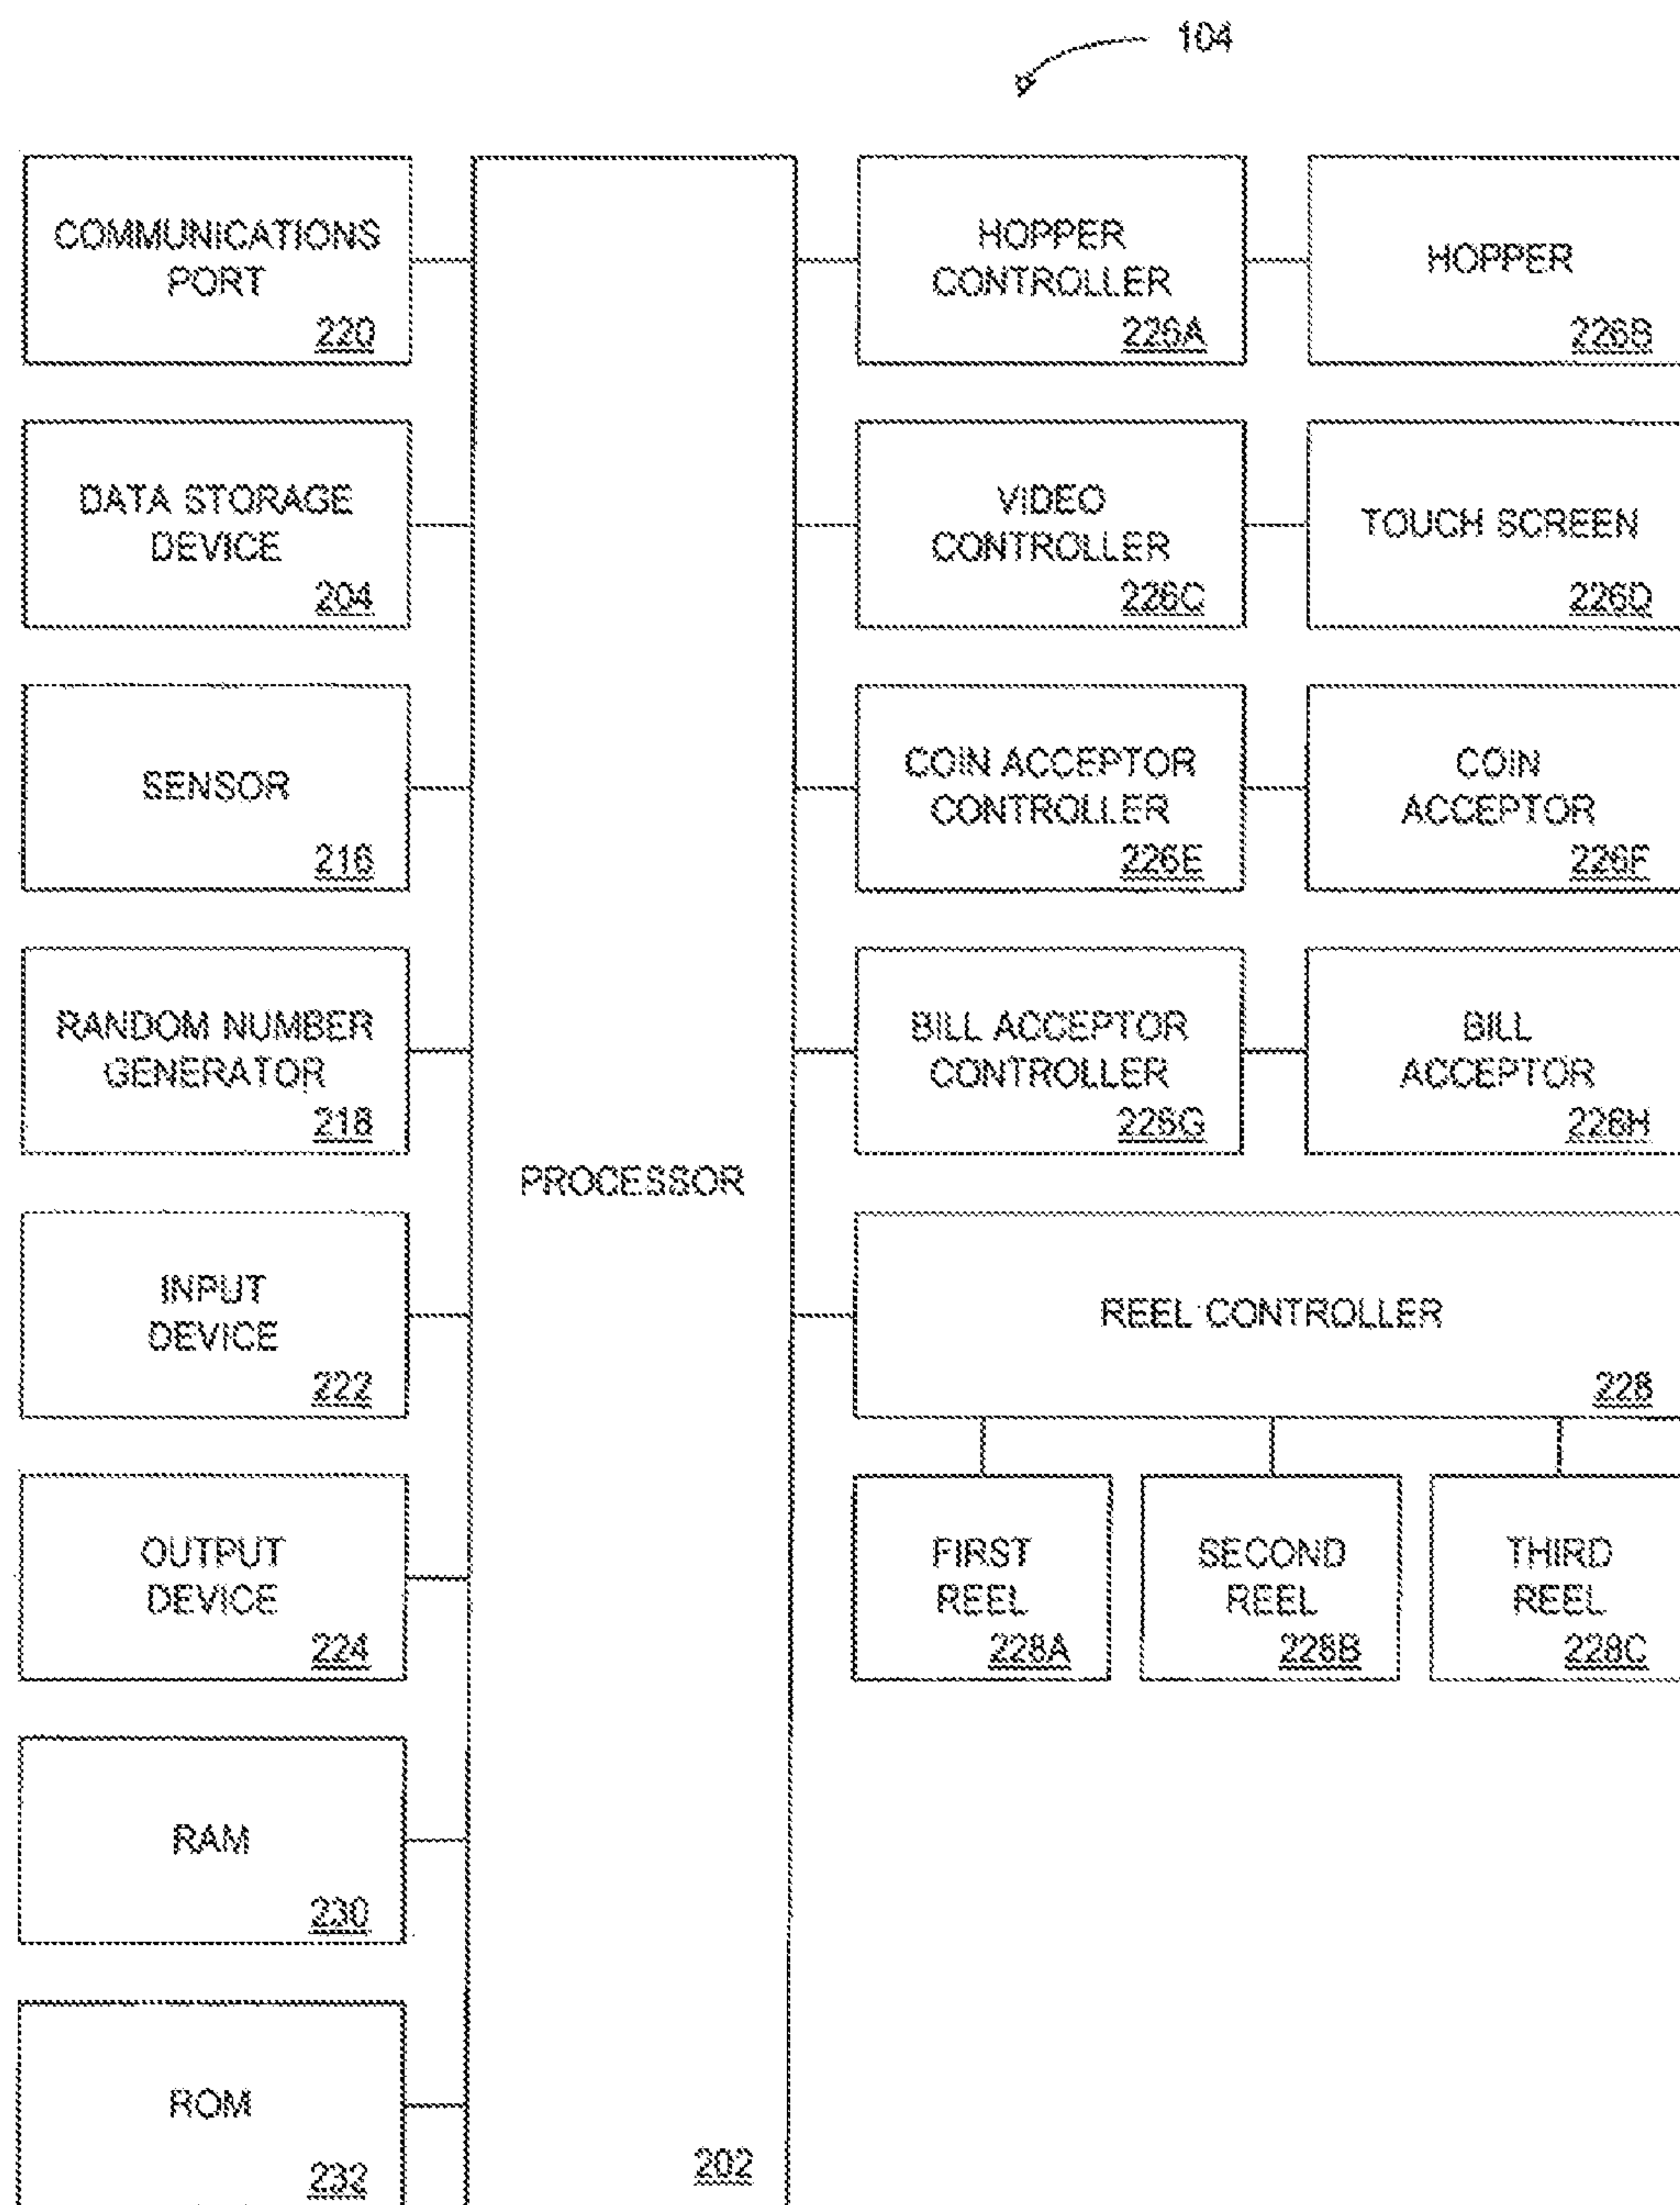 104
COMMUNICATIONS
PORT
220
HOPPER
CONTROLLER
226A
HOPPER
226B
DATA STORAGE
DEVICE
204
VIDEO
CONTROLLER
226C
TOUCH SCREEN
226D
SENSOR
216
COIN ACCEPTOR
CONTROLLER
226E
COIN
ACCEPTOR
226F
RANDOM NUMBER
GENERATOR
218
BILL ACCEPTOR
CONTROLLER
226G
BILL
ACCEPTOR
226H
PROCESSOR
202
INPUT
DEVICE
222
REEL CONTROLLER
228
OUTPUT
DEVICE
224
FIRST
REEL
228A
SECOND
REEL
228B
THIRD
REEL
228C
RAM
230
ROM
232